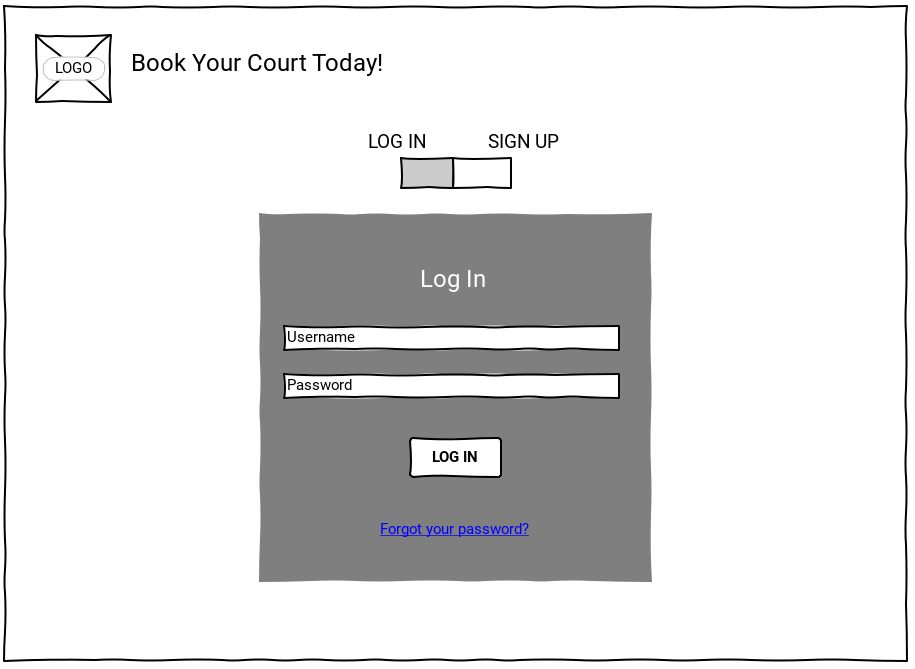 LOGO
Book Your Court Today!
LOG IN
SIGN UP
Log In
Username
Password
LOG IN
Forgot your password?